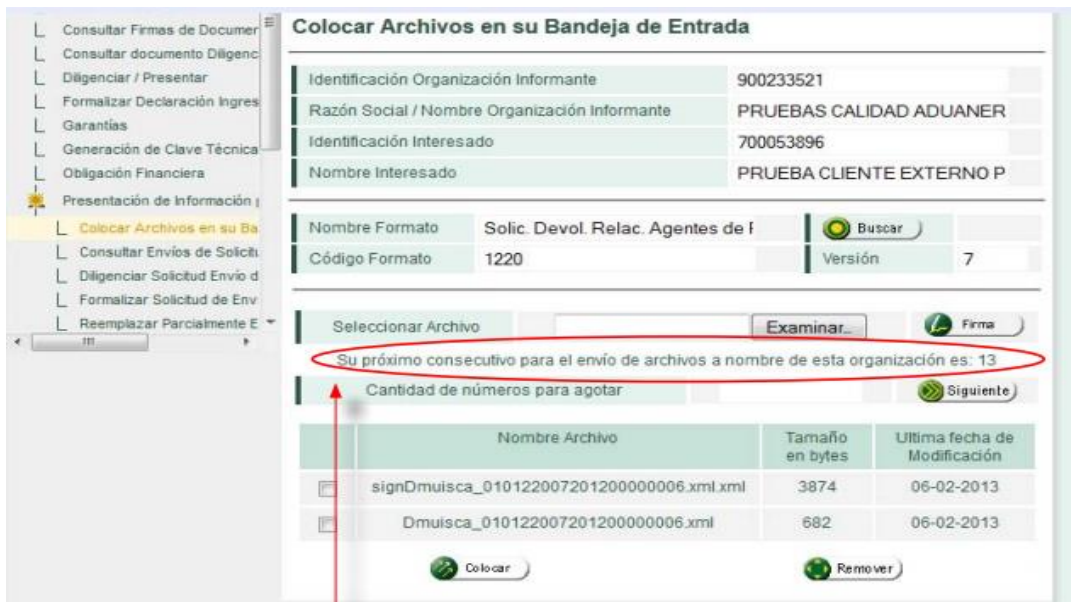 Consultar Firmas de Documer
Consultar documento Diligenc
Diligenciar / Presentar
Formalizar Declaración Ingres
Garantías
Generación de Clave Técnica
Obligación Financiera
Presentación de Información
Colocar Archivos en su Ba
Consultar Envíos de Solicit
Diligenciar Solicitud Envío d
Formalizar Solicitud de Env
Reemplazar Parcialmente E
Colocar Archivos en su Bandeja de Entrada
Identificación Organización Informante 900233521
Razón Social / Nombre Organización Informante PRUEBAS CALIDAD ADUANER
Identificación Interesado 700053896
Nombre Interesado PRUEBA CLIENTE EXTERNO P
Nombre Formato Solic. Devol. Relac. Agentes de Buscar
Código Formato 1220 Versión 7
Seleccionar Archivo Examinar... Firma
Su próximo consecutivo para el envío de archivos a nombre de esta organización es: 13
Cantidad de números para agotar Siguiente
Nombre Archivo Tamaño en bytes Ultima fecha de Modificación
signDmuisca_010122007201200000006.xml.xml 3874 06-02-2013
Dmuisca_010122007201200000006.xml 682 06-02-2013
Colocar Remover